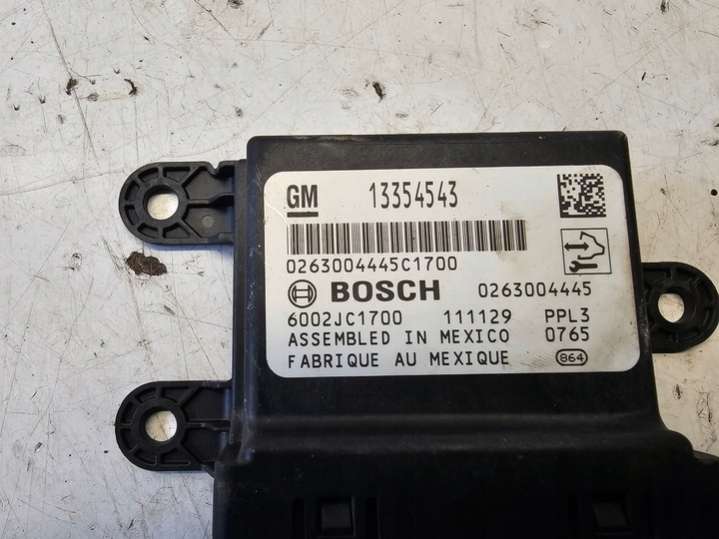 GM 13354543
0263004445C1700
BOSCH 0263004445
6002JC1700 111129 PPL3
ASSEMBLED IN MEXICO 0765
FABRIQUE AU MEXIQUE 864